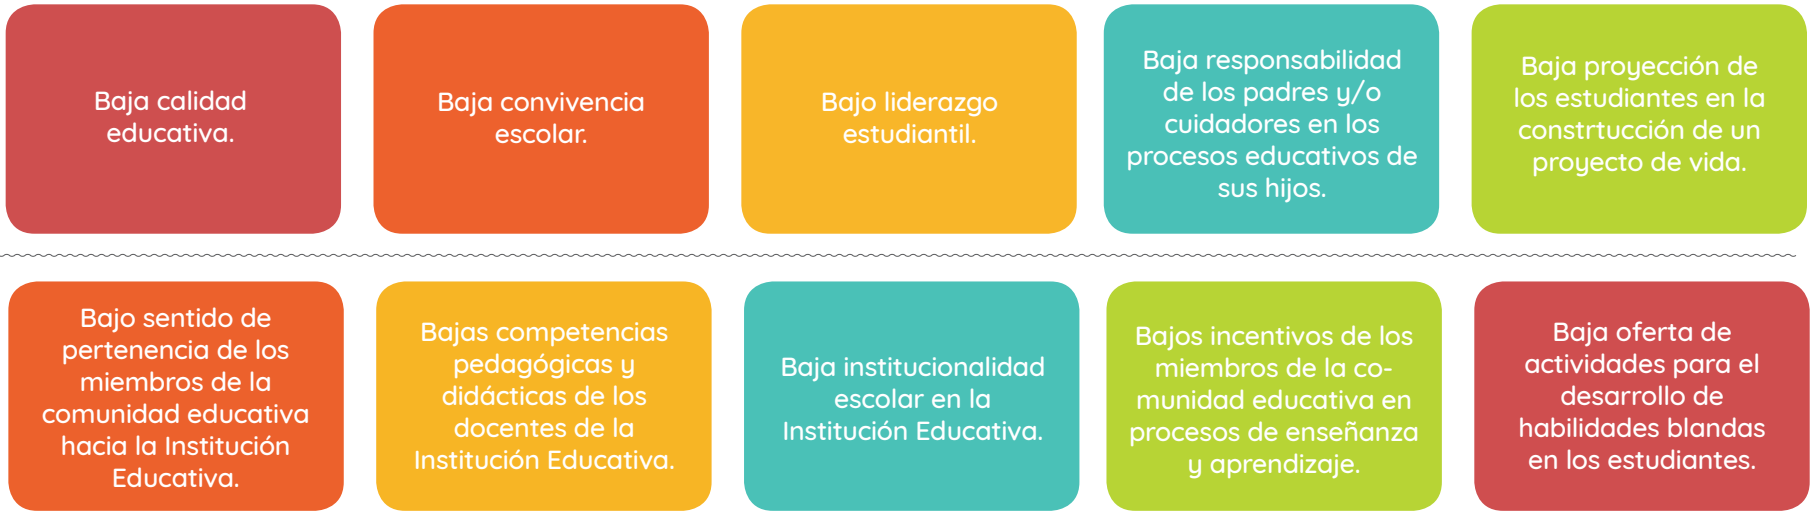 Baja calidad
educativa.
Baja convivencia
escolar.
Bajo liderazgo
estudiantil.
Baja responsabilidad
de los padres y/o
cuidadores en los
procesos educativos de
sus hijos.
Baja proyección de
los estudiantes en la
constrtucción de un
proyecto de vida.
Bajo sentido de
pertenencia de los
miembros de la
comunidad educativa
hacia la Institución
Educativa.
Bajas competencias
pedagógicas y
didácticas de los
docentes de la
Institución Educativa.
Baja institucionalidad
escolar en la
Institución Educativa.
Bajos incentivos de los
miembros de la co-
munidad educativa en
procesos de enseñanza
y aprendizaje.
Baja oferta de
actividades para el
desarrollo de
habilidades blandas
en los estudiantes.